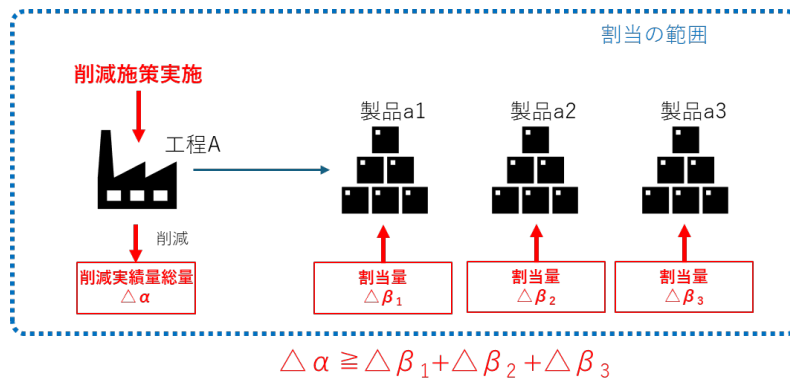 割当の範囲
削減施策実施
工程A
製品a1
製品a2
製品a3
削減
削減実績量総量
△α
割当量
△β₁
割当量
△β₂
割当量
△β₃
△α≧△β₁+△β₂+△β₃